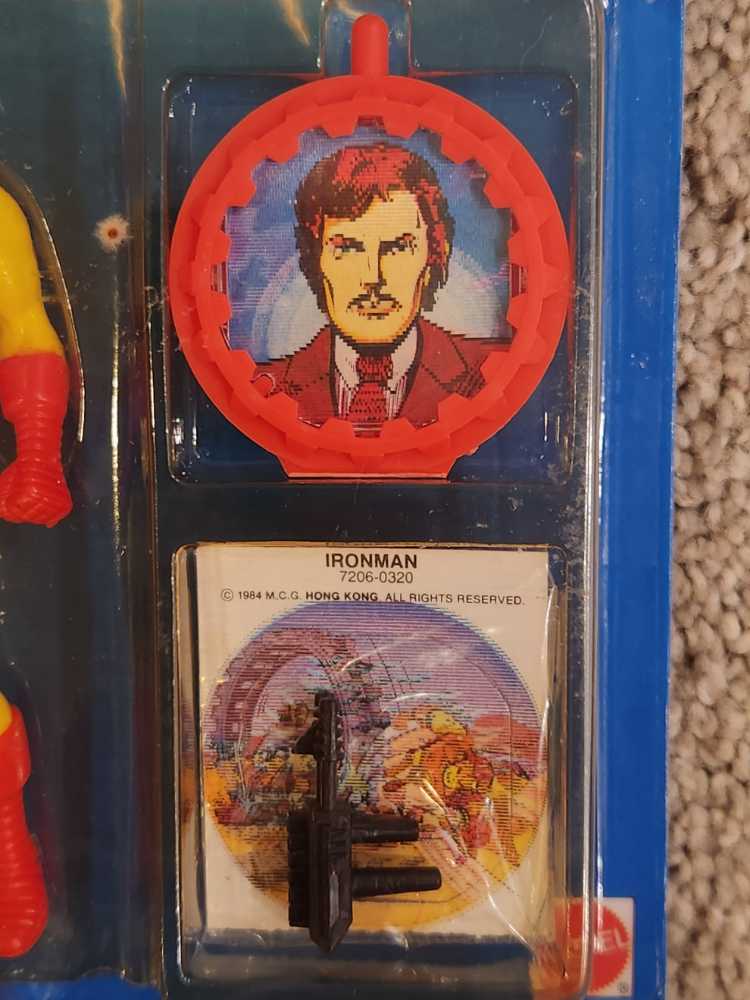 IRONMAN
7206-0320
© 1984 M.C.G. HONG KONG. ALL RIGHTS RESERVED.
®